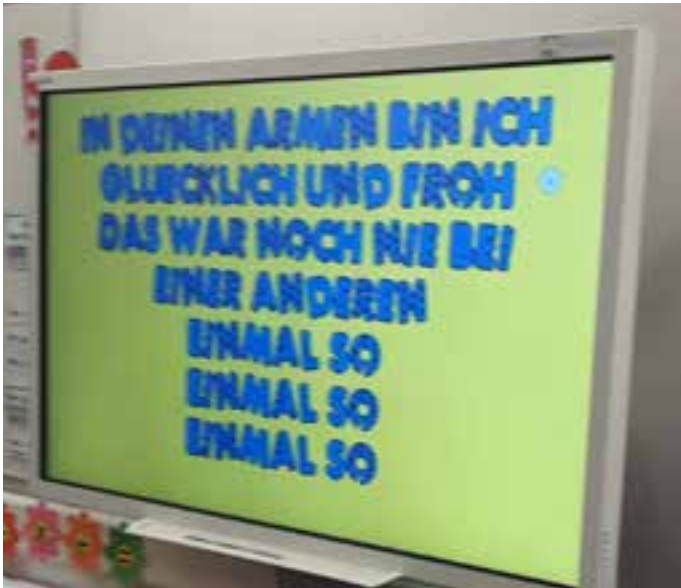 IN DEINEN ARMEN BIN ICH
GLUECKLICH UND FROH
DAS WAR NOCH NIE BEI
EINER ANDEREN
EINMAL SO
EINMAL SO
EINMAL SO